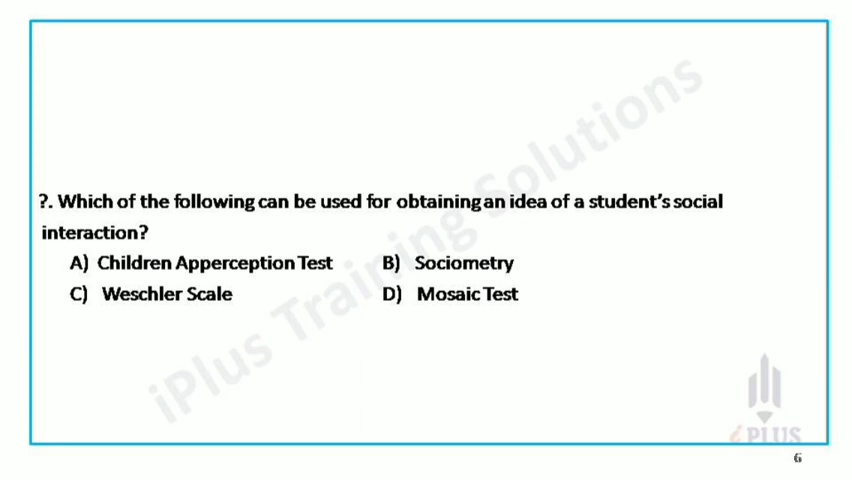 ?. Which of the following can be used for obtaining an idea of a student's social
interaction?
A) Children Apperception Test B) Sociometry
C) Weschler Scale D) Mosaic Test
iPlus Training Solutions
iPLUS
6